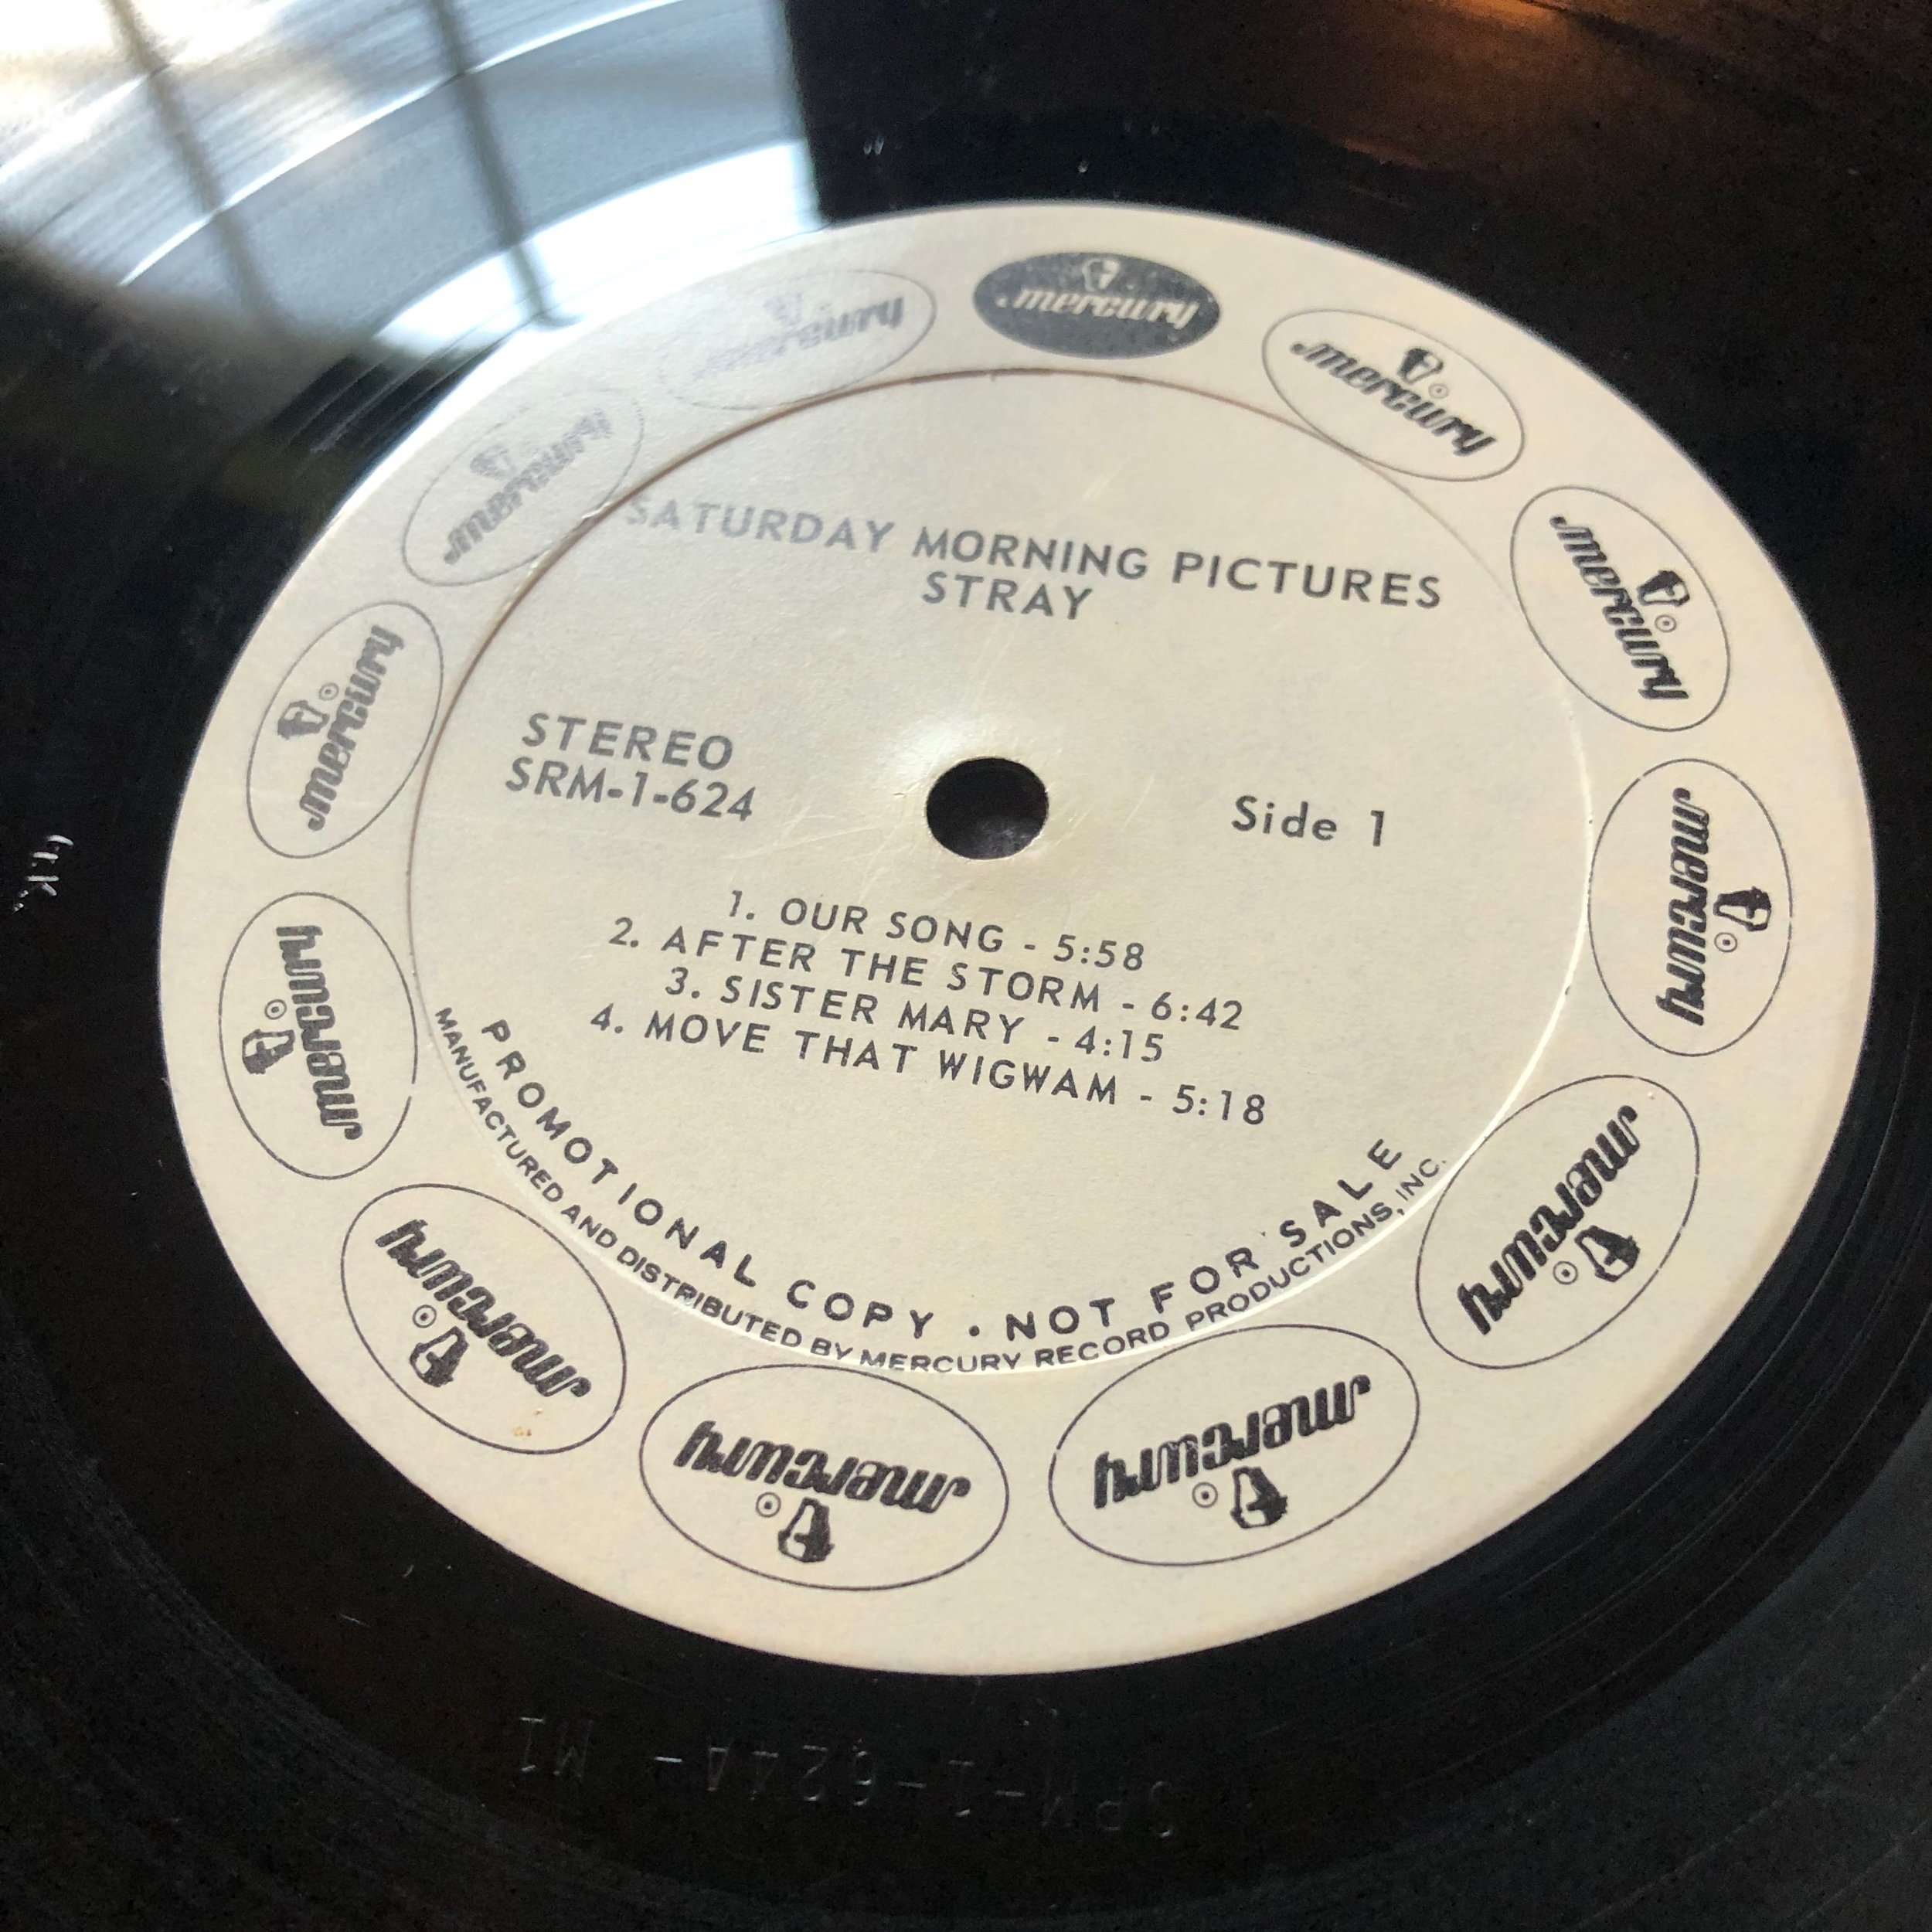 mercury
mercury
mercury
mercury
mercury
mercury
mercury
mercury
mercury
mercury
mercury
mercury
SATURDAY MORNING PICTURES
STRAY
STEREO
SRM-1-624
Side 1
1. OUR SONG - 5:58
2. AFTER THE STORM - 6:42
3. SISTER MARY - 4:15
4. MOVE THAT WIGWAM - 5:18
PROMOTIONAL COPY • NOT FOR SALE
MANUFACTURED AND DISTRIBUTED BY MERCURY RECORD PRODUCTIONS, INC.
SRM-1-624A- M1